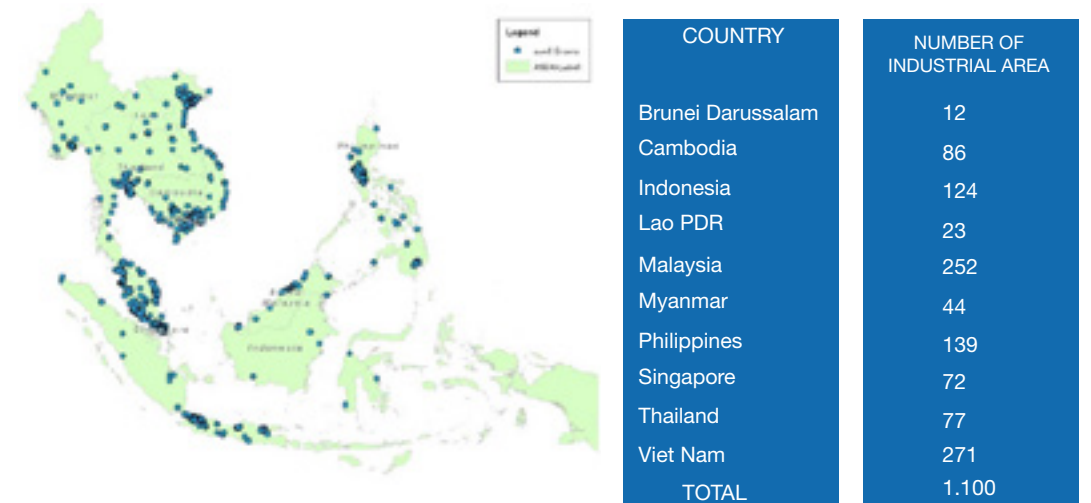 Legend
COUNTRY
NUMBER OF
INDUSTRIAL AREA
Brunei Darussalam 12
Cambodia 86
Indonesia 124
Lao PDR 23
Malaysia 252
Myanmar 44
Philippines 139
Singapore 72
Thailand 77
Viet Nam 271
TOTAL 1.100